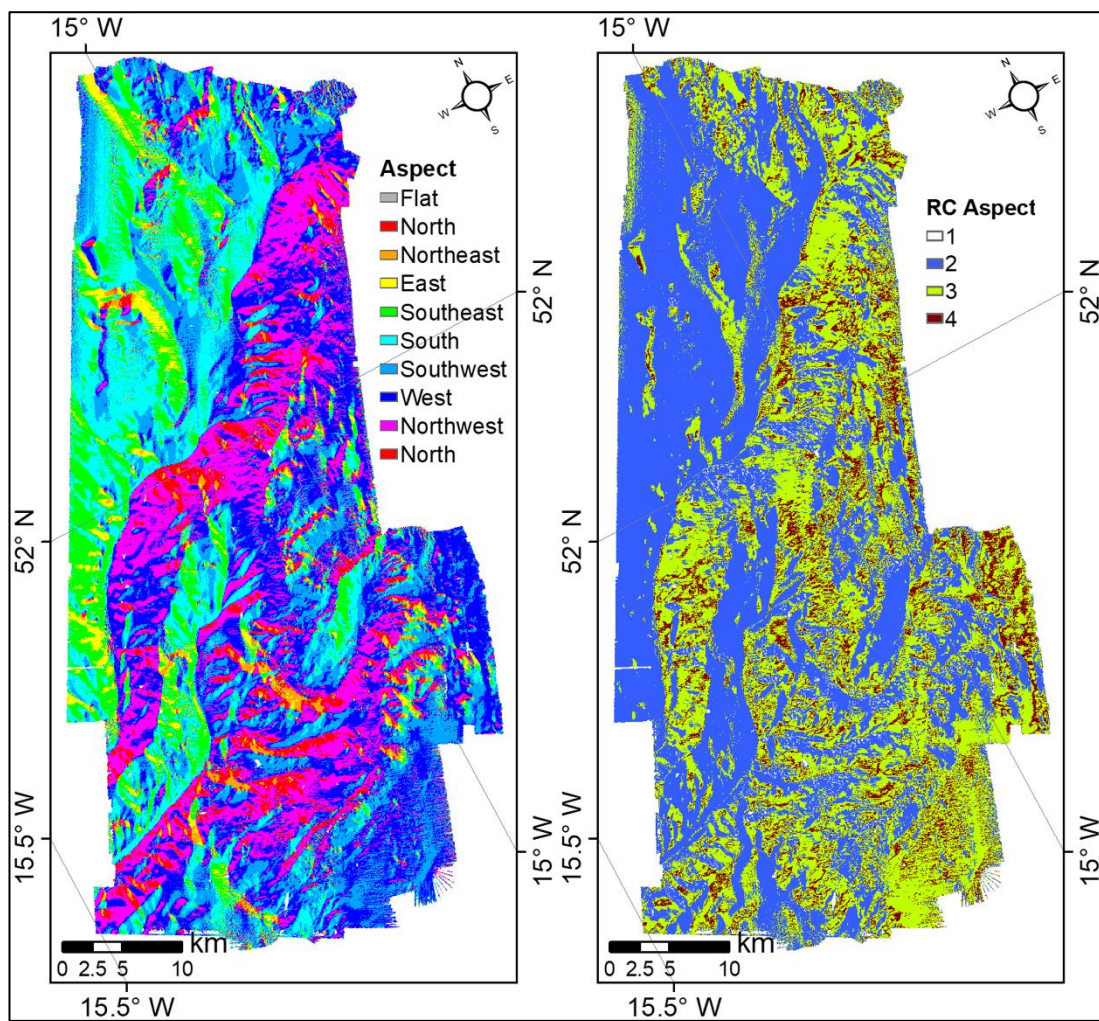 15° W
N
E
W
S
Aspect
Flat
North
Northeast
East
Southeast
South
Southwest
West
Northwest
North
52° N
52° N
15.5° W
15° W
km
0 2.5 5 10
15.5° W
15° W
N
E
W
S
RC Aspect
1
2
3
4
52° N
52° N
15.5° W
15° W
km
0 2.5 5 10
15.5° W